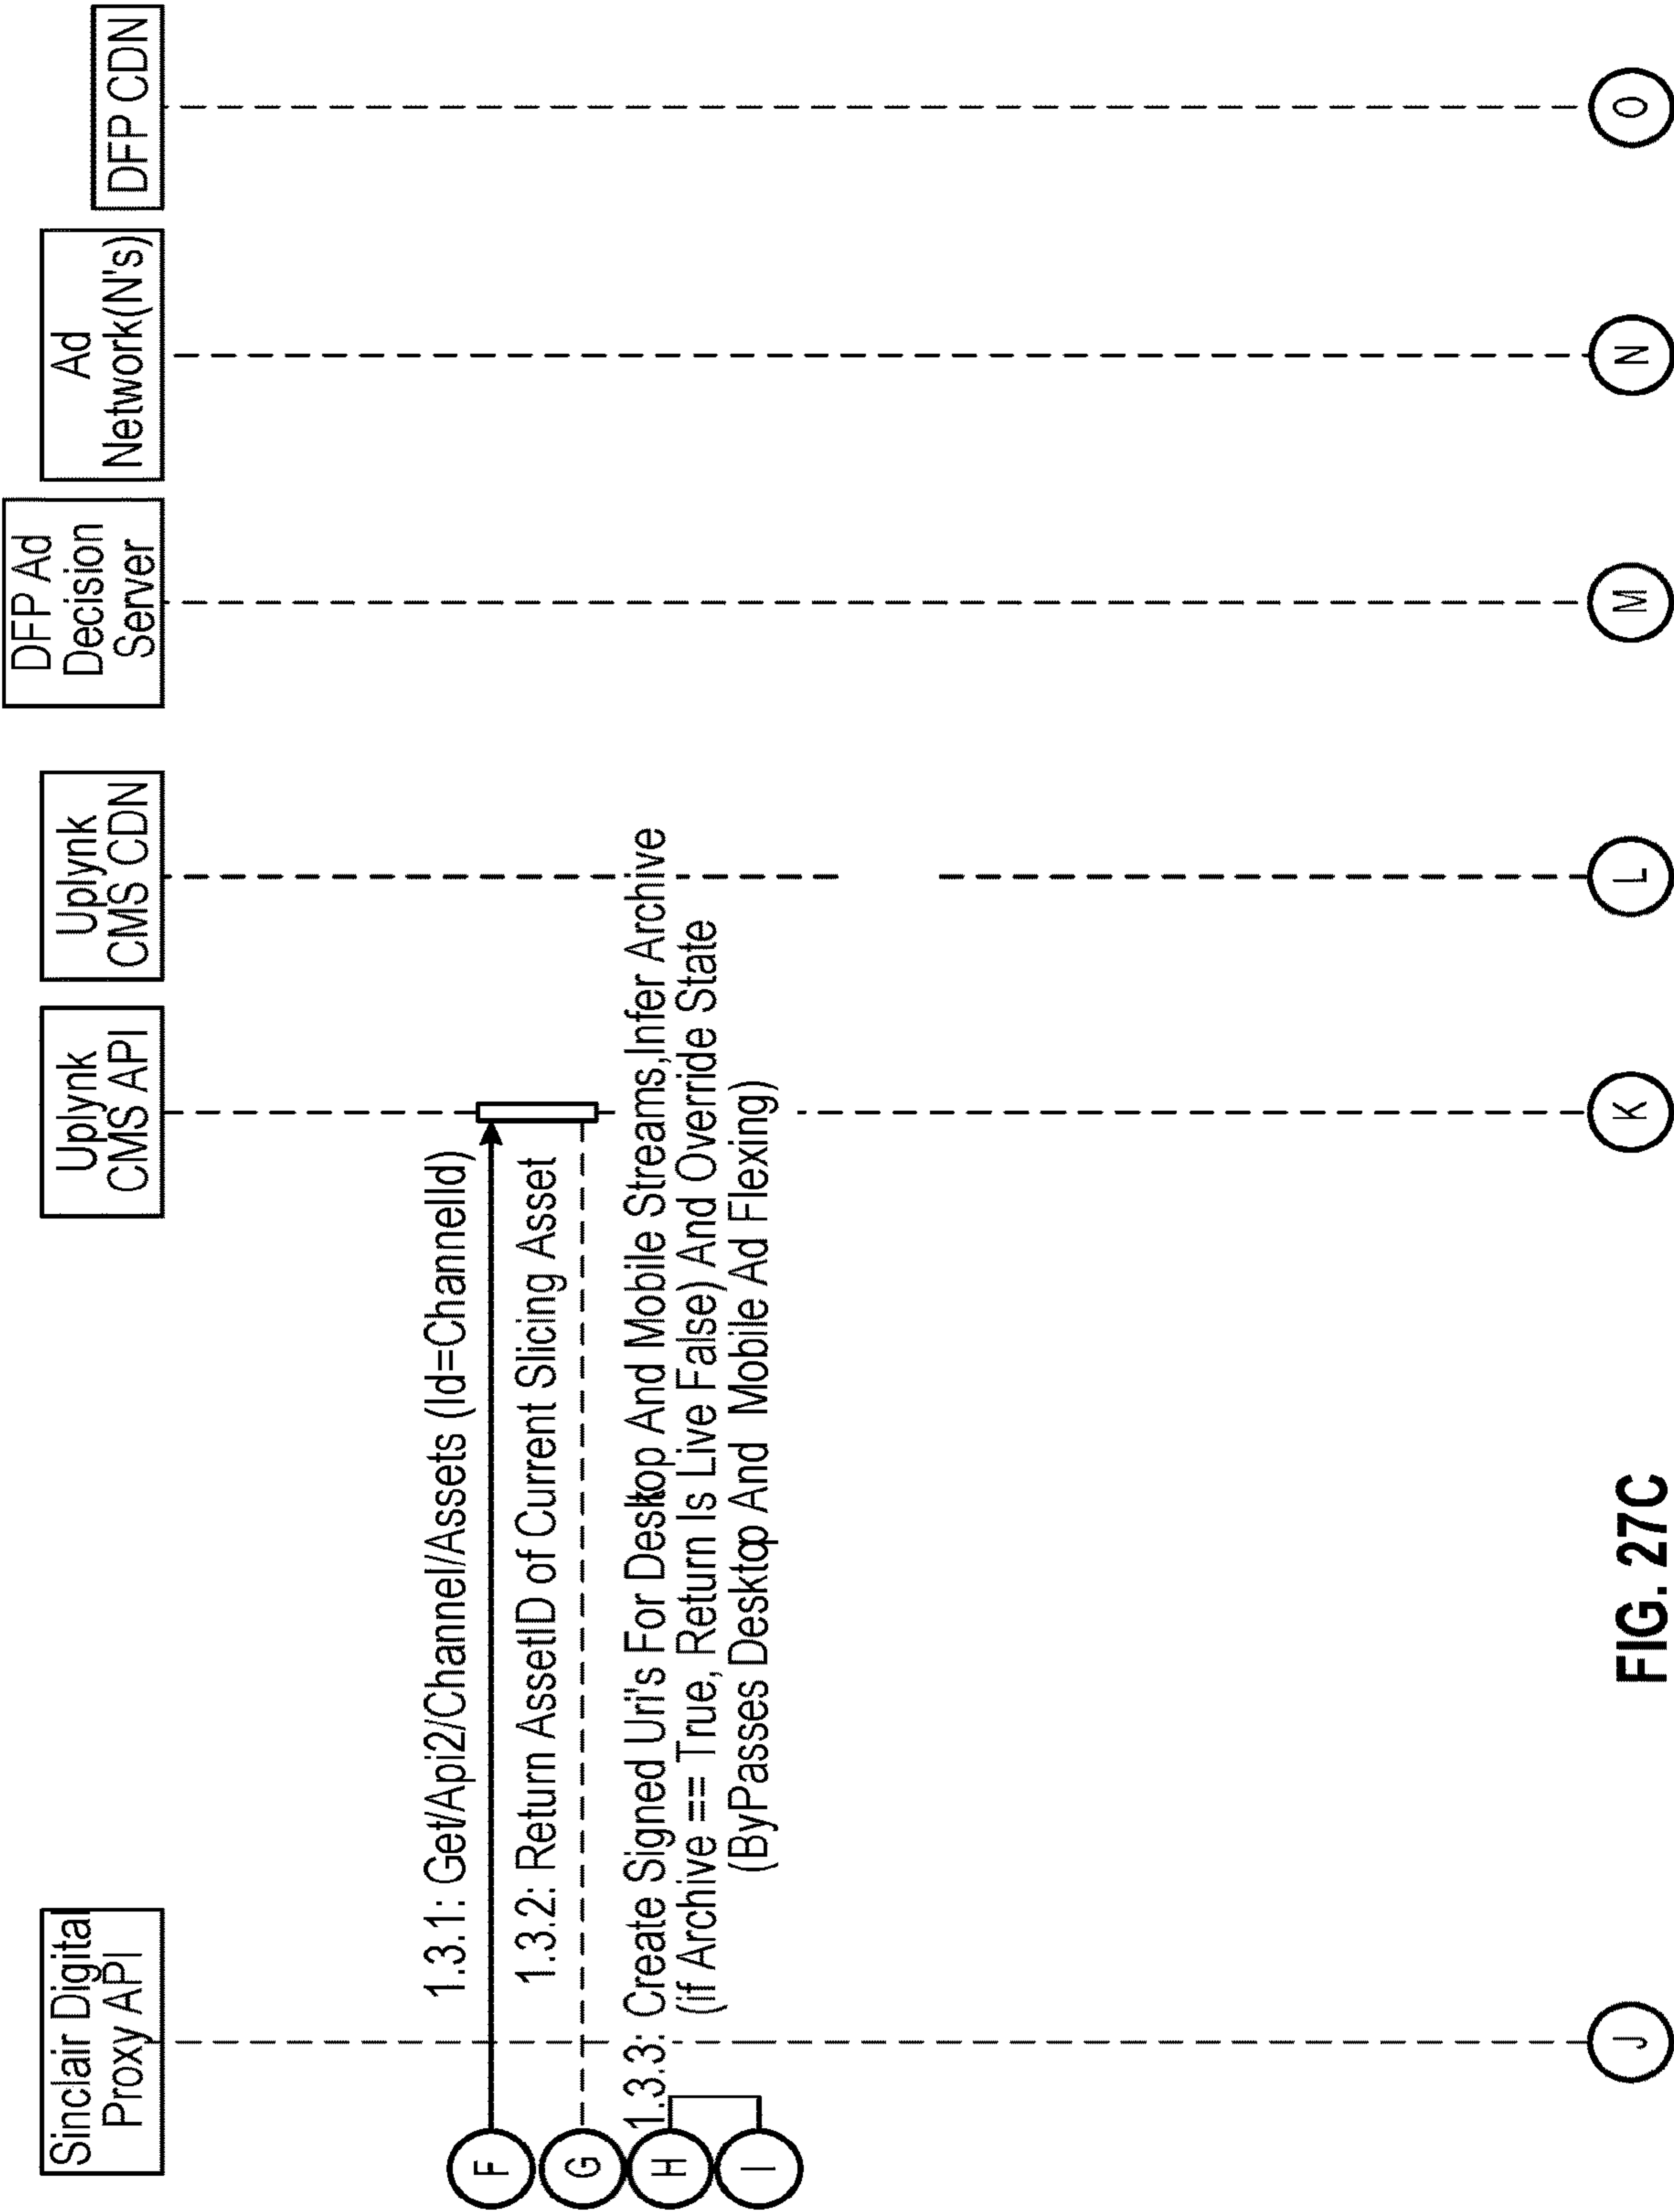 Sinclair Digital
Proxy API
Uplynk
CMS API
Uplynk
CMS CDN
DFP Ad
Decision
Server
Ad
Network(N's)
DFP CDN
1.3.1: Get/Api2/Channel/Assets (Id=ChannelId)
F
1.3.2: Return AssetID of Current Slicing Asset
G
1.3.3: Create Signed Uri's For Desktop And Mobile Streams,Infer Archive
(if Archive == True, Return Is Live False) And Override State
(ByPasses Desktop And Mobile Ad Flexing)
H
I
J
K
L
M
N
O
FIG. 27C